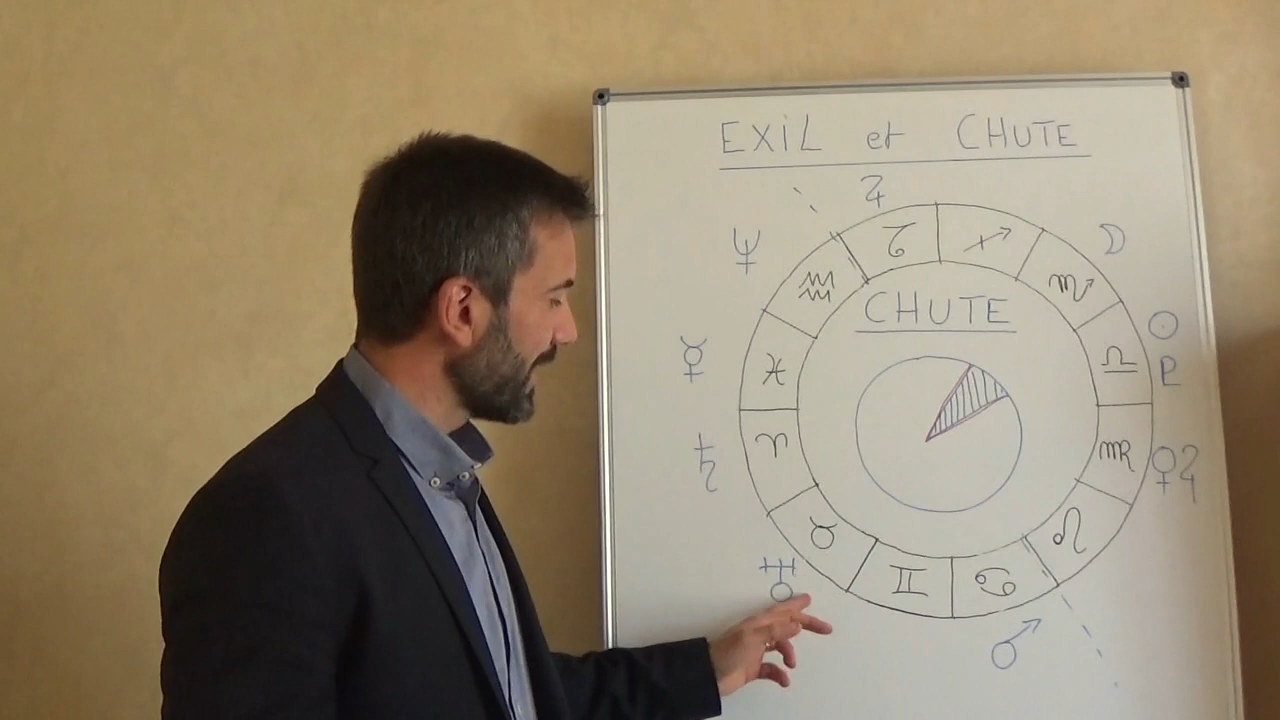 EXIL et CHUTE
♃
♑ ♐
♆ ☽
♒ ♏
CHUTE
☉
☿ ♓ ♎ ♇
♄ ♈ ♍ ♀ ☿
♉ ♌
♅ ♊ ♋
♂